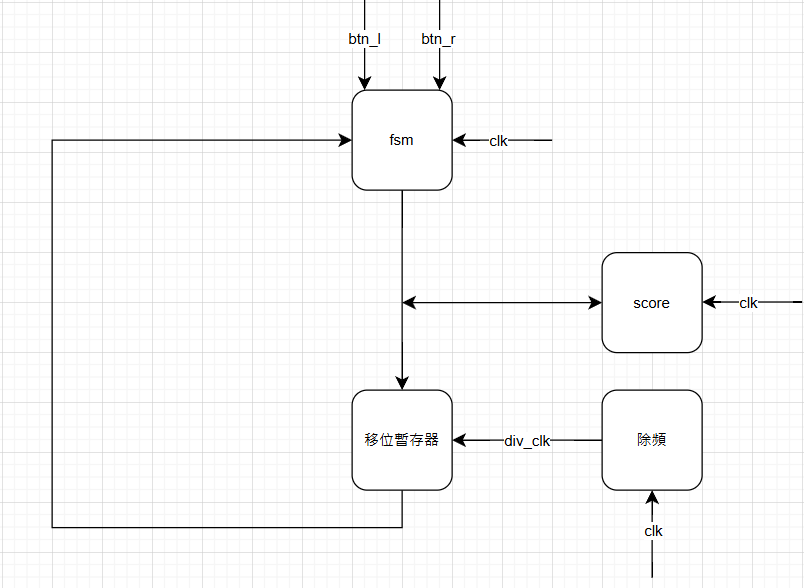 btn_l
btn_r
fsm
clk
score
clk
移位暫存器
div_clk
除頻
clk